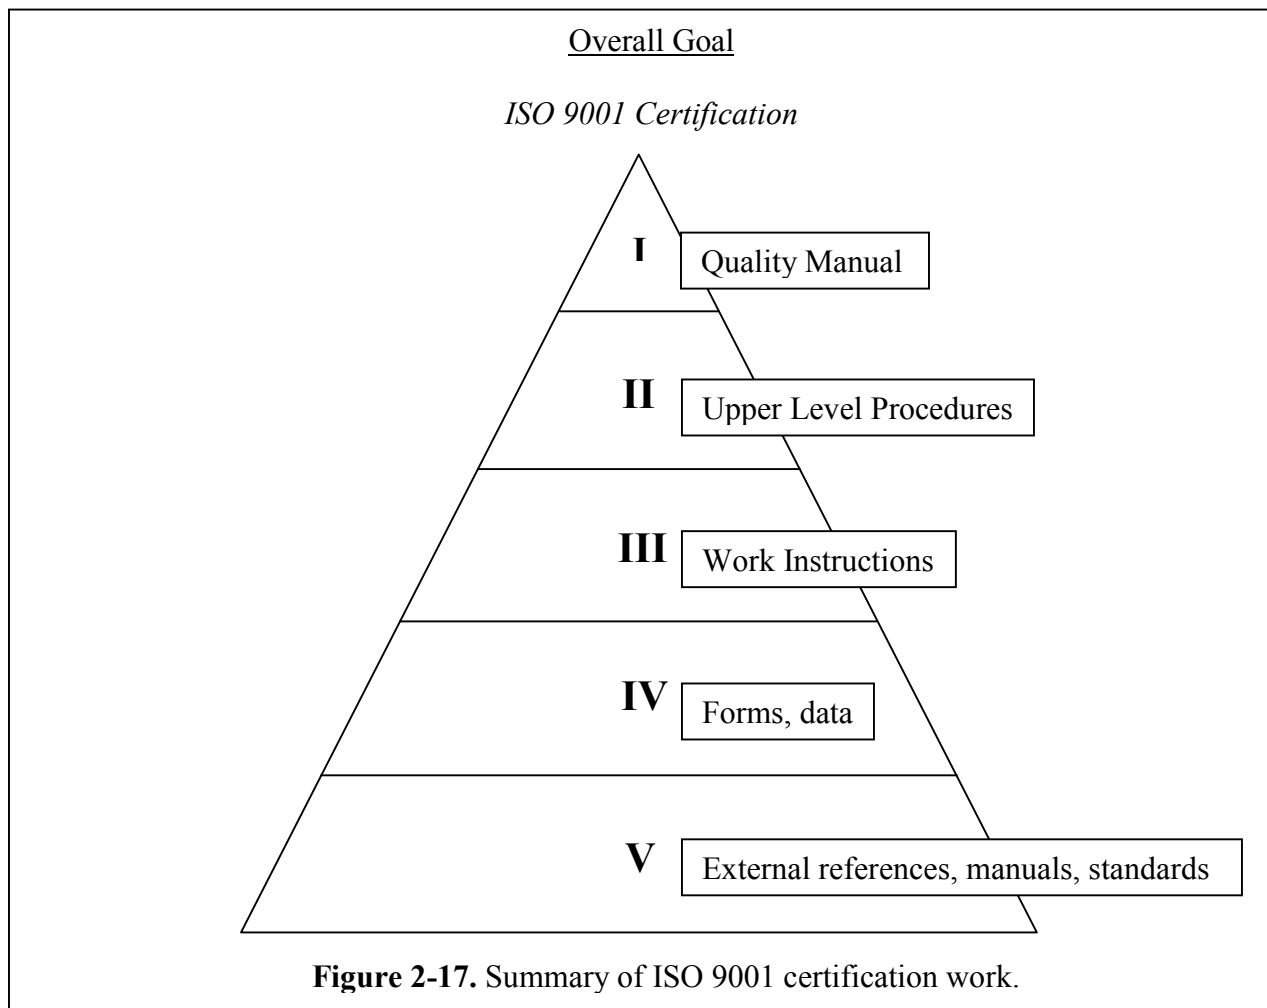 Overall Goal
ISO 9001 Certification
I
Quality Manual
II
Upper Level Procedures
III
Work Instructions
IV
Forms, data
V
External references, manuals, standards
Figure 2-17. Summary of ISO 9001 certification work.